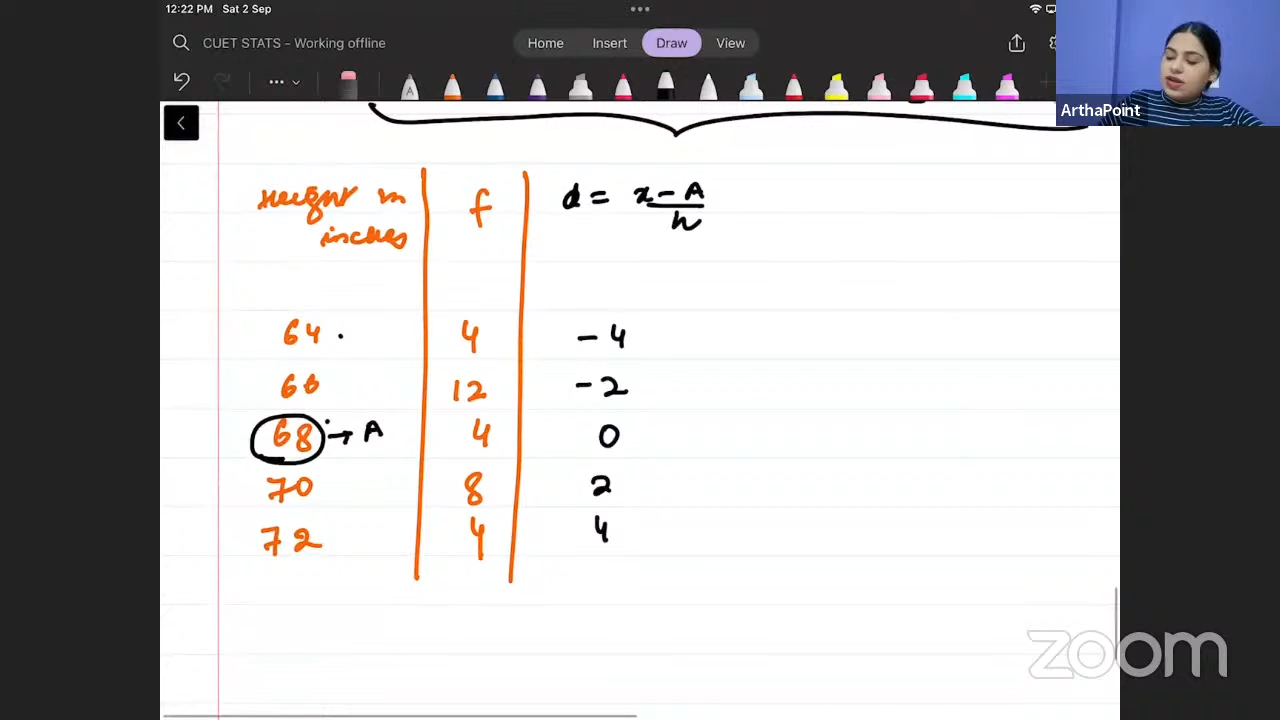 12:22 PM Sat 2 Sep
CUET STATS - Working offline
Home Insert Draw View
A
ArthaPoint
Height in inches f d = x - A / h
64 4 -4
66 12 -2
68 → A 4 0
70 8 2
72 4 4
zoom